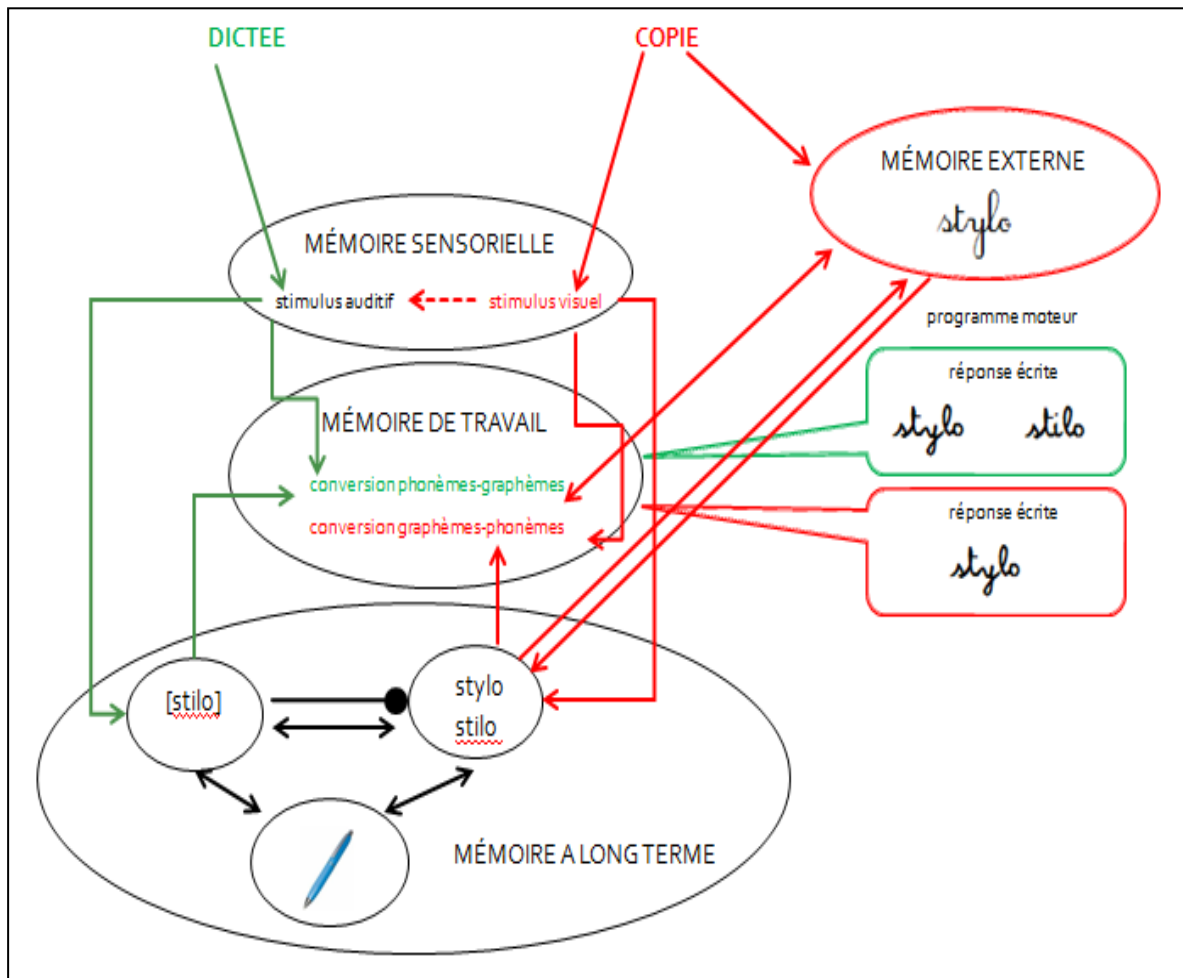 DICTEE
COPIE
MÉMOIRE EXTERNE
stylo
MÉMOIRE SENSORIELLE
stimulus auditif
stimulus visuel
programme moteur
réponse écrite
stylo stilo
MÉMOIRE DE TRAVAIL
conversion phonèmes-graphèmes
conversion graphèmes-phonèmes
réponse écrite
stylo
[stilo]
stylo
stilo
MÉMOIRE A LONG TERME